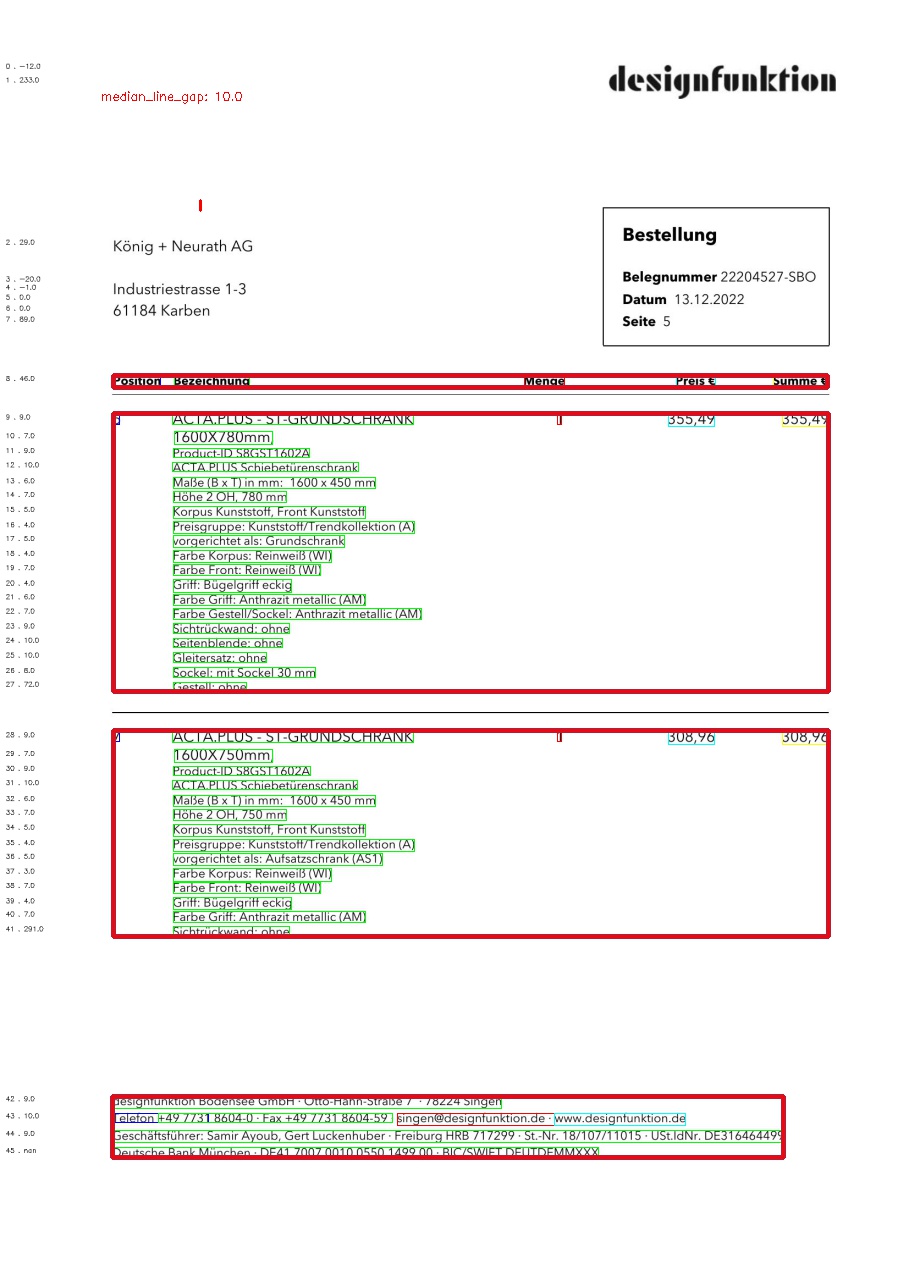 0 . -12.0
1 . 233.0
designfunktion
median_line_gap: 10.0
2 . 29.0
König + Neurath AG
Bestellung
3 . -20.0
4 . -1.0
5 . 0.0
6 . 0.0
7 . 89.0
Industriestrasse 1-3
61184 Karben
Belegnummer 22204527-SBO
Datum 13.12.2022
Seite 5
8 . 46.0 Position Bezeichnung Menge Preis € Summe €
9 . 9.0 ACTA.PLUS - ST-GRUNDSCHRANK 355,49 355,49
10 . 7.0 1600X780mm,
11 . 9.0 Product-ID S8GST1602A
12 . 10.0 ACTA.PLUS Schiebetürenschrank
13 . 6.0 Maße (B x T) in mm: 1600 x 450 mm
14 . 7.0 Höhe 2 OH, 780 mm
15 . 5.0 Korpus Kunststoff, Front Kunststoff
16 . 4.0 Preisgruppe: Kunststoff/Trendkollektion (A)
17 . 5.0 vorgerichtet als: Grundschrank
18 . 4.0 Farbe Korpus: Reinweiß (WI)
19 . 7.0 Farbe Front: Reinweiß (WI)
20 . 4.0 Griff: Bügelgriff eckig
21 . 6.0 Farbe Griff: Anthrazit metallic (AM)
22 . 7.0 Farbe Gestell/Sockel: Anthrazit metallic (AM)
23 . 9.0 Sichtrückwand: ohne
24 . 10.0 Seitenblende: ohne
25 . 10.0 Gleitersatz: ohne
26 . 8.0 Sockel: mit Sockel 30 mm
27 . 72.0 Gestell: ohne
28 . 9.0 ACTA.PLUS - ST-GRUNDSCHRANK 308,96 308,96
29 . 7.0 1600X750mm,
30 . 9.0 Product-ID S8GST1602A
31 . 10.0 ACTA.PLUS Schiebetürenschrank
32 . 6.0 Maße (B x T) in mm: 1600 x 450 mm
33 . 7.0 Höhe 2 OH, 750 mm
34 . 5.0 Korpus Kunststoff, Front Kunststoff
35 . 4.0 Preisgruppe: Kunststoff/Trendkollektion (A)
36 . 5.0 vorgerichtet als: Aufsatzschrank (AS1)
37 . 3.0 Farbe Korpus: Reinweiß (WI)
38 . 7.0 Farbe Front: Reinweiß (WI)
39 . 4.0 Griff: Bügelgriff eckig
40 . 7.0 Farbe Griff: Anthrazit metallic (AM)
41 . 291.0 Sichtrückwand: ohne
42 . 9.0 designfunktion Bodensee GmbH · Otto-Hahn-Straße 7 · 78224 Singen
43 . 10.0 Telefon +49 7731 8604-0 · Fax +49 7731 8604-59 singen@designfunktion.de · www.designfunktion.de
44 . 9.0 Geschäftsführer: Samir Ayoub, Gert Luckenhuber · Freiburg HRB 717299 · St.-Nr. 18/107/11015 · USt.IdNr. DE316464499
45 . nan Deutsche Bank München · DE41 7007 0010 0550 1499 00 · BIC/SWIFT DEUTDEMMXXX